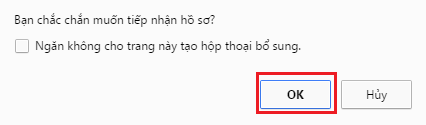 Bạn chắc chắn muốn tiếp nhận hồ sơ?
Ngăn không cho trang này tạo hộp thoại bổ sung.
OK Hủy